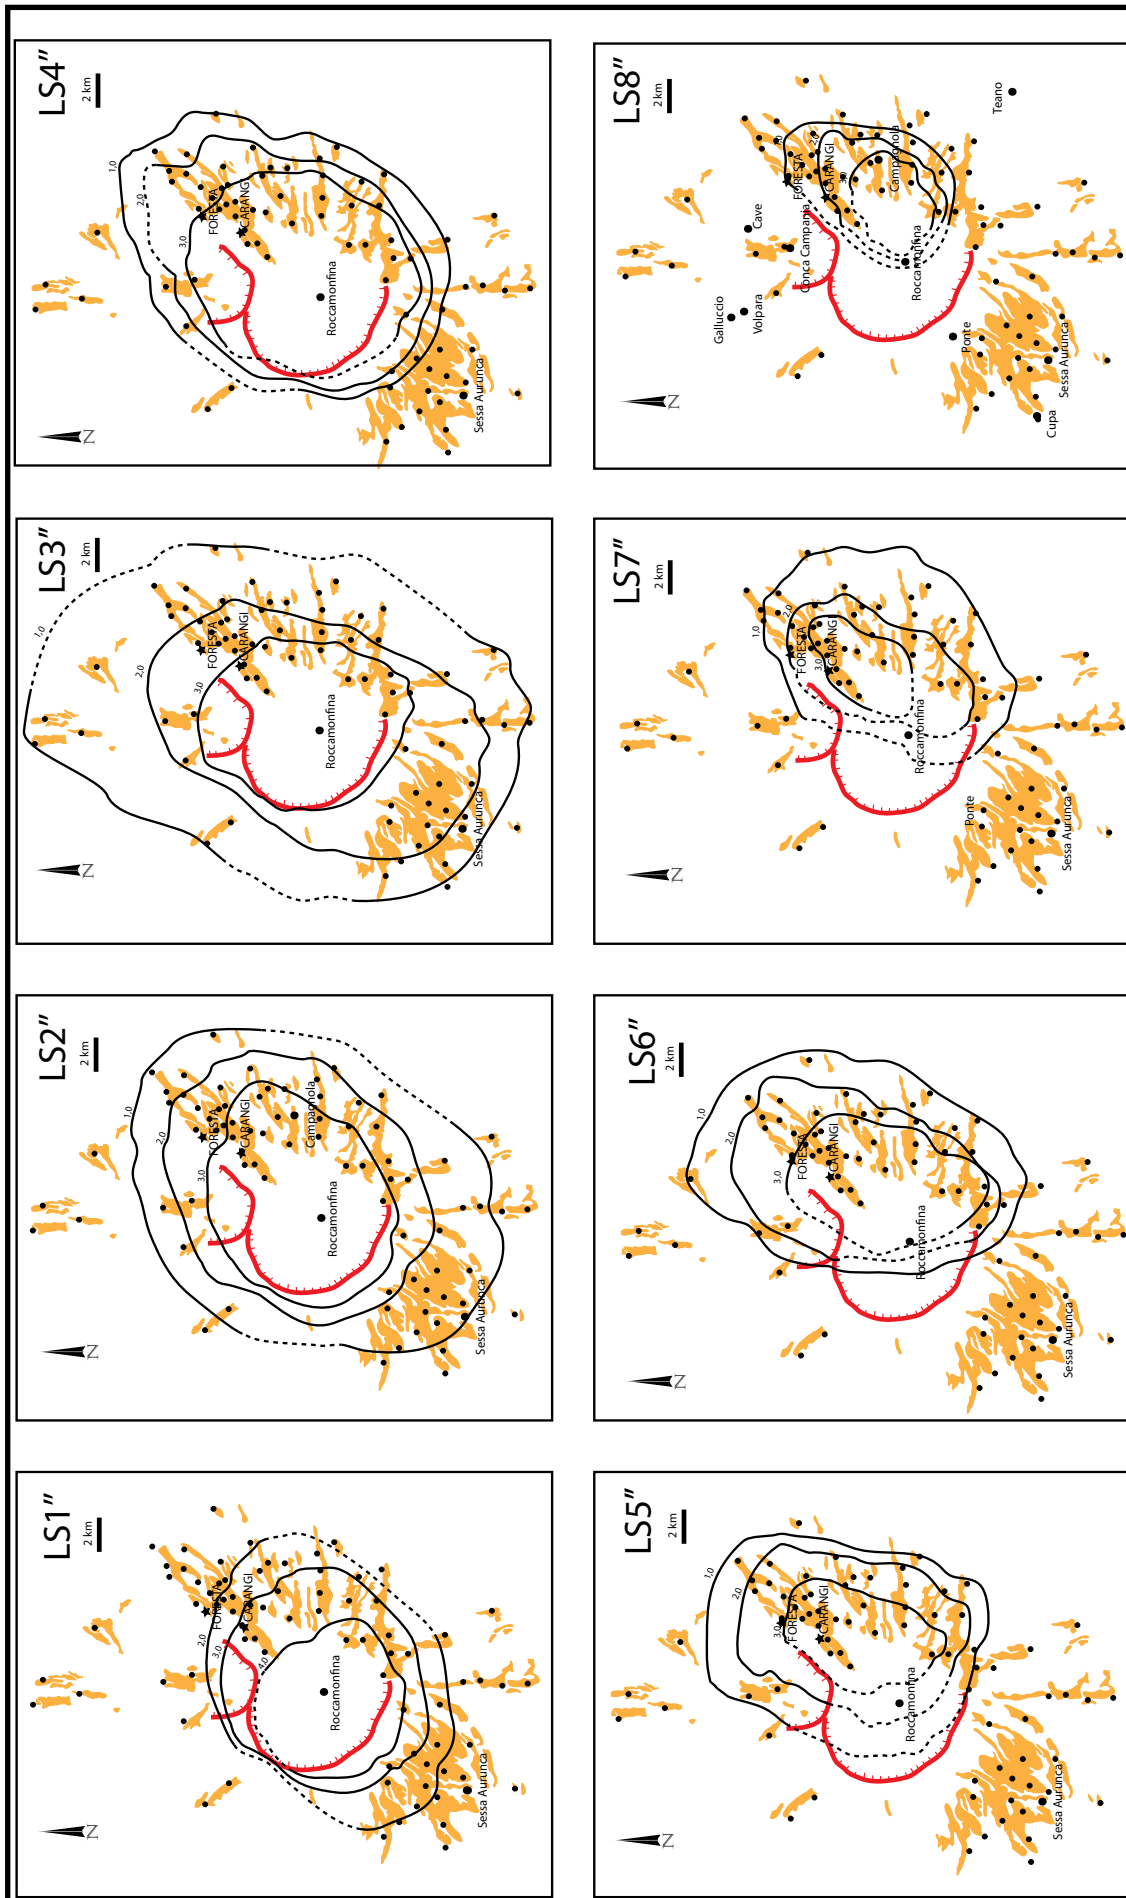 LS1"
2 km
N
2,0
3,0
4,0
FORESTA
CARANGI
Roccamonfina
Sessa Aurunca
LS2"
2 km
N
1,0
2,0
3,0
FORESTA
CARANGI
Campagnola
Roccamonfina
Sessa Aurunca
LS3"
2 km
N
1,0
2,0
3,0
FORESTA
CARANGI
Roccamonfina
Sessa Aurunca
LS4"
2 km
N
1,0
2,0
3,0
FORESTA
CARANGI
Roccamonfina
Sessa Aurunca
LS5"
2 km
N
1,0
2,0
3,0
FORESTA
CARANGI
Roccamonfina
Sessa Aurunca
LS6"
2 km
N
1,0
2,0
3,0
FORESTA
CARANGI
Roccamonfina
Sessa Aurunca
LS7"
2 km
N
1,0
2,0
3,0
FORESTA
CARANGI
Roccamonfina
Ponte
Sessa Aurunca
LS8"
2 km
N
1,0
2,0
3,0
Galluccio
Volpara
Cave
Conca Campania
FORESTA
CARANGI
Campagnola
Roccamonfina
Teano
Ponte
Sessa Aurunca
Cupa